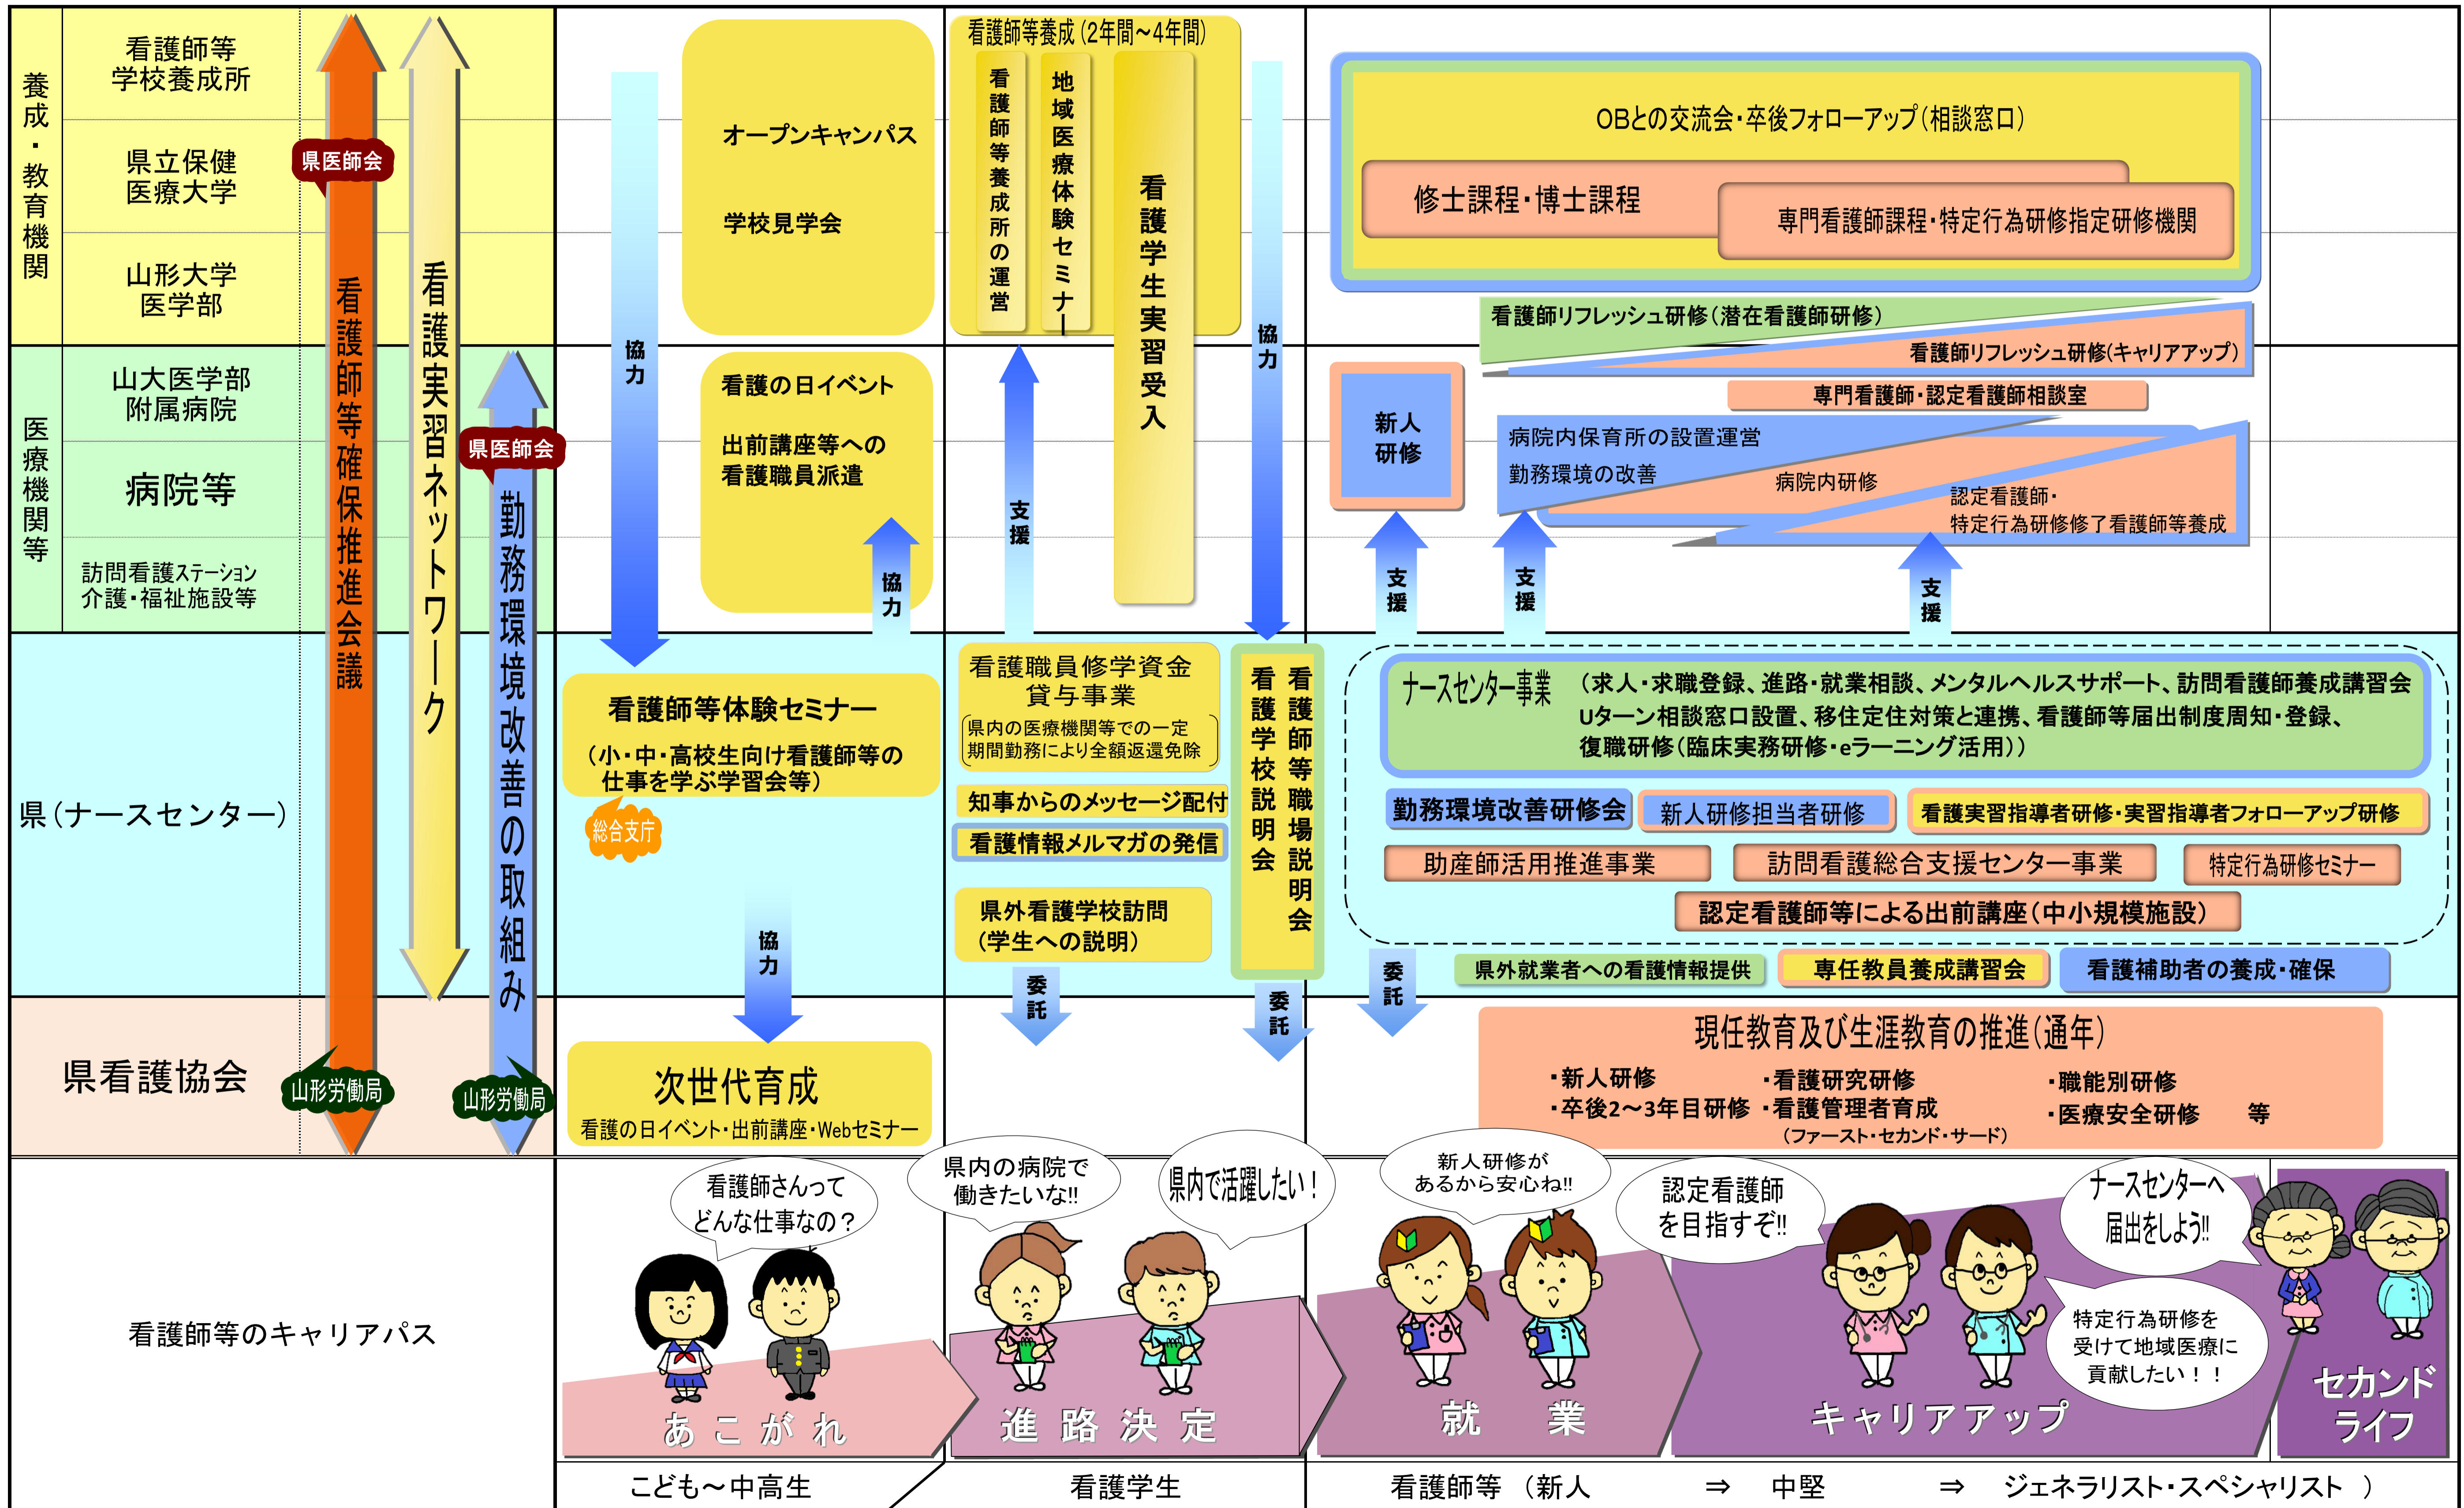 養成・教育機関
看護師等
学校養成所
県立保健
医療大学
山形大学
医学部
医療機関等
山大医学部
附属病院
病院等
訪問看護ステーション
介護・福祉施設等
県（ナースセンター）
県看護協会
看護師等のキャリアパス
県医師会
看護師等確保推進会議
山形労働局
看護実習ネットワーク
県医師会
勤務環境改善の取組み
山形労働局
協力
オープンキャンパス
学校見学会
看護の日イベント
出前講座等への
看護職員派遣
協力
看護師等体験セミナー
（小・中・高校生向け看護師等の
仕事を学ぶ学習会等）
総合支庁
協力
次世代育成
看護の日イベント・出前講座・Webセミナー
看護師等養成（2年間～4年間）
看護師等養成所の運営
地域医療体験セミナー
看護学生実習受入
支援
協力
看護職員修学資金
貸与事業
県内の医療機関等での一定
期間勤務により全額返還免除
知事からのメッセージ配付
看護情報メルマガの発信
県外看護学校訪問
（学生への説明）
委託
看護師等職場説明会
看護学校説明会
委託
OBとの交流会・卒後フォローアップ（相談窓口）
修士課程・博士課程
専門看護師課程・特定行為研修指定研修機関
看護師リフレッシュ研修（潜在看護師研修）
看護師リフレッシュ研修（キャリアアップ）
専門看護師・認定看護師相談室
新人
研修
病院内保育所の設置運営
勤務環境の改善
病院内研修
認定看護師・
特定行為研修修了看護師等養成
支援
支援
支援
ナースセンター事業
（求人・求職登録、進路・就業相談、メンタルヘルスサポート、訪問看護師養成講習会
Uターン相談窓口設置、移住定住対策と連携、看護師等届出制度周知・登録、
復職研修（臨床実務研修・eラーニング活用））
勤務環境改善研修会
新人研修担当者研修
看護実習指導者研修・実習指導者フォローアップ研修
助産師活用推進事業
訪問看護総合支援センター事業
特定行為研修セミナー
認定看護師等による出前講座（中小規模施設）
委託
県外就業者への看護情報提供
専任教員養成講習会
看護補助者の養成・確保
現任教育及び生涯教育の推進（通年）
・新人研修
・看護研究研修
・職能別研修
・卒後2～3年目研修
・看護管理者育成
・医療安全研修　等
（ファースト・セカンド・サード）
看護師さんって
どんな仕事なの？
県内の病院で
働きたいな!!
県内で活躍したい！
新人研修が
あるから安心ね!!
認定看護師
を目指すぞ!!
ナースセンターへ
届出をしよう!!
特定行為研修を
受けて地域医療に
貢献したい！！
あこがれ
進路決定
就業
キャリアアップ
セカンド
ライフ
こども～中高生
看護学生
看護師等　（新人　⇒　中堅　⇒　ジェネラリスト・スペシャリスト　）